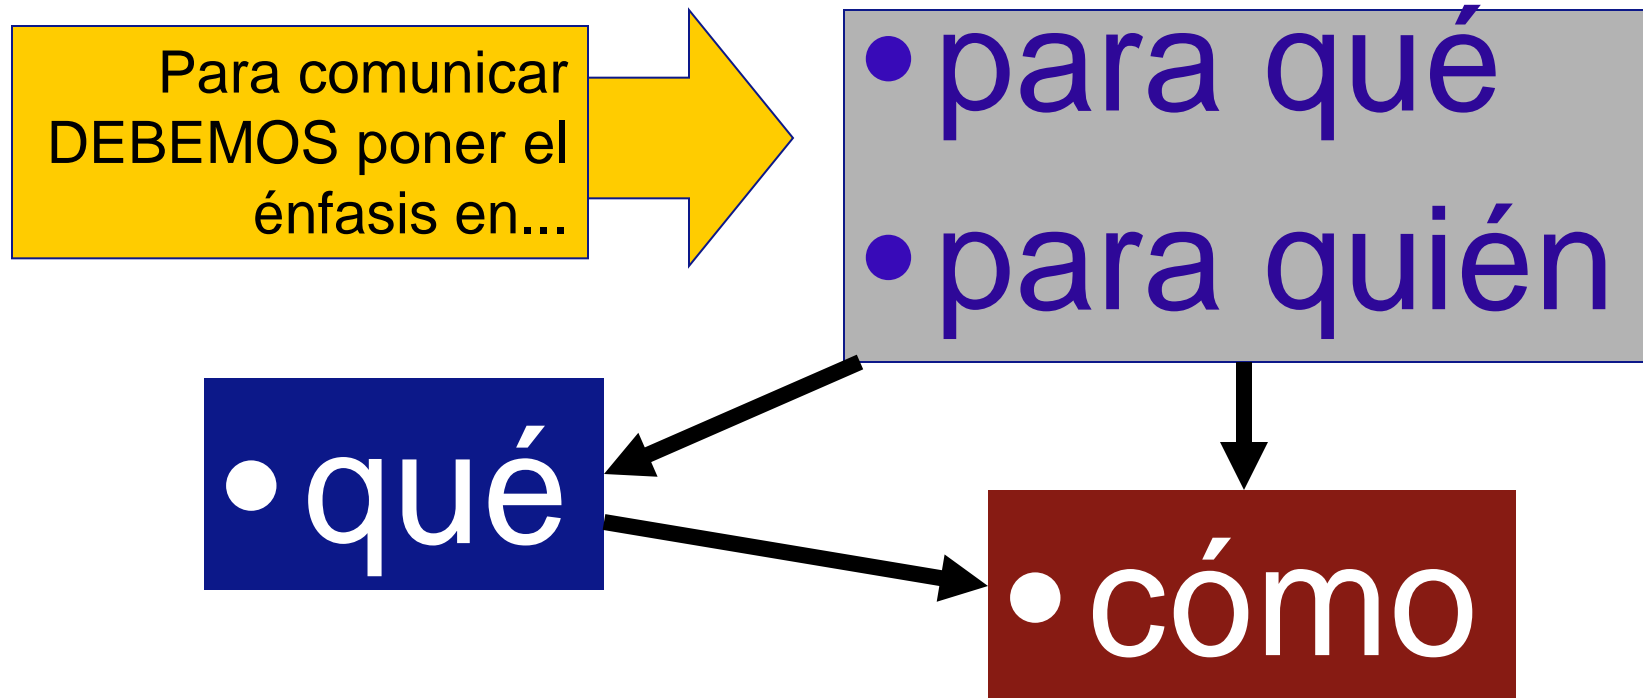 Para comunicar
DEBEMOS poner el
énfasis en...
• para qué
• para quién
• qué
• cómo